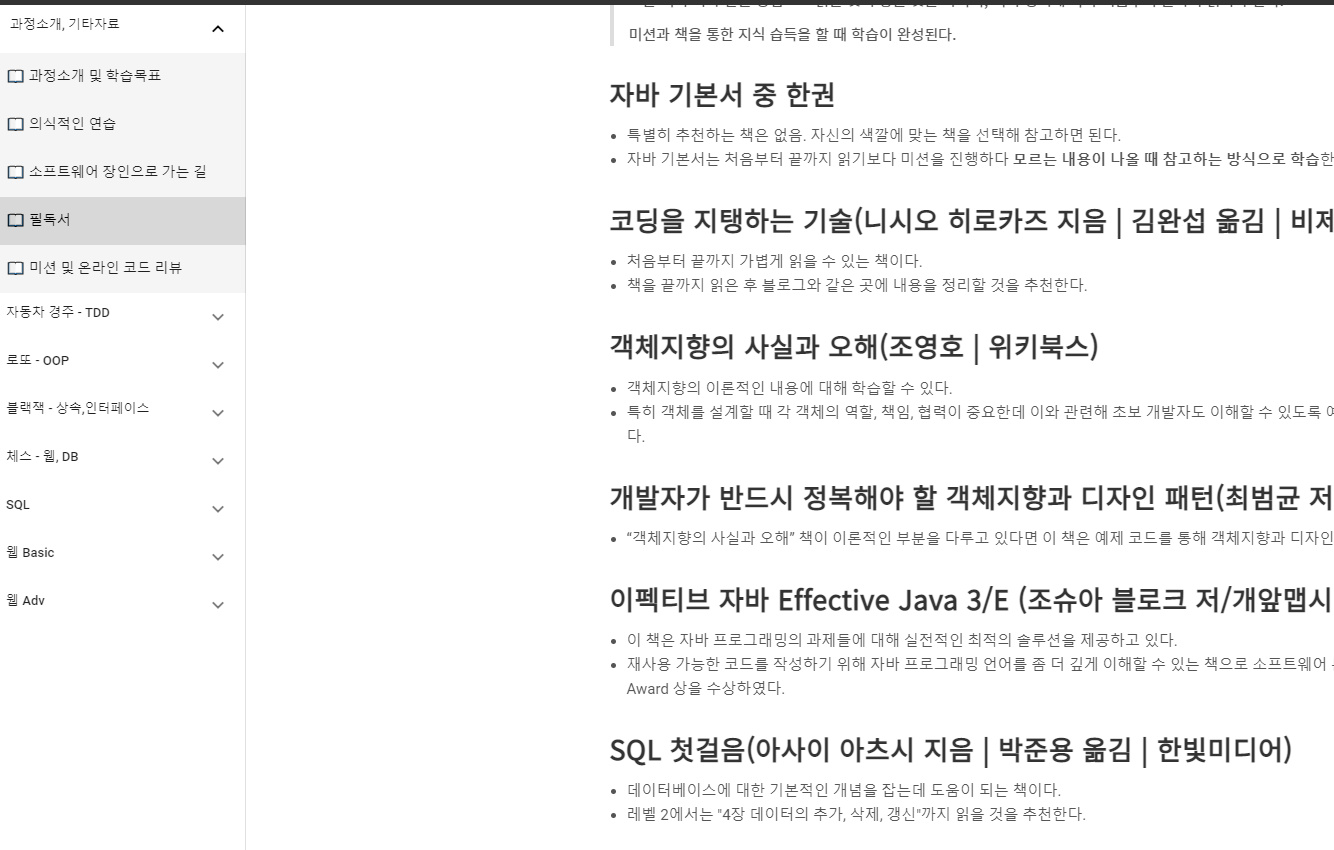 과정소개, 기타자료
과정소개 및 학습목표
의식적인 연습
소프트웨어 장인으로 가는 길
필독서
미션 및 온라인 코드 리뷰
자동차 경주 - TDD
로또 - OOP
블랙잭 - 상속,인터페이스
체스 - 웹, DB
SQL
웹 Basic
웹 Adv
미션과 책을 통한 지식 습득을 할 때 학습이 완성된다.
자바 기본서 중 한권
특별히 추천하는 책은 없음. 자신의 색깔에 맞는 책을 선택해 참고하면 된다.
자바 기본서는 처음부터 끝까지 읽기보다 미션을 진행하다 모르는 내용이 나올 때 참고하는 방식으로 학습한
코딩을 지탱하는 기술(니시오 히로카즈 지음 | 김완섭 옮김 | 비제
처음부터 끝까지 가볍게 읽을 수 있는 책이다.
책을 끝까지 읽은 후 블로그와 같은 곳에 내용을 정리할 것을 추천한다.
객체지향의 사실과 오해(조영호 | 위키북스)
객체지향의 이론적인 내용에 대해 학습할 수 있다.
특히 객체를 설계할 때 각 객체의 역할, 책임, 협력이 중요한데 이와 관련해 초보 개발자도 이해할 수 있도록
다.
개발자가 반드시 정복해야 할 객체지향과 디자인 패턴(최범균 저
“객체지향의 사실과 오해” 책이 이론적인 부분을 다루고 있다면 이 책은 예제 코드를 통해 객체지향과 디자인
이펙티브 자바 Effective Java 3/E (조슈아 블로크 저/개앞맵시
이 책은 자바 프로그래밍의 과제들에 대해 실전적인 최적의 솔루션을 제공하고 있다.
재사용 가능한 코드를 작성하기 위해 자바 프로그래밍 언어를 좀 더 깊게 이해할 수 있는 책으로 소프트웨어
Award 상을 수상하였다.
SQL 첫걸음(아사이 아츠시 지음 | 박준용 옮김 | 한빛미디어)
데이터베이스에 대한 기본적인 개념을 잡는데 도움이 되는 책이다.
레벨 2에서는 "4장 데이터의 추가, 삭제, 갱신"까지 읽을 것을 추천한다.